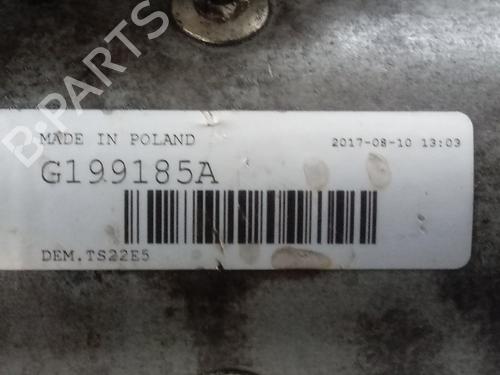 B-PARTS
MADE IN POLAND
2017-08-10 13:03
G199185A
DEM.TS22E5